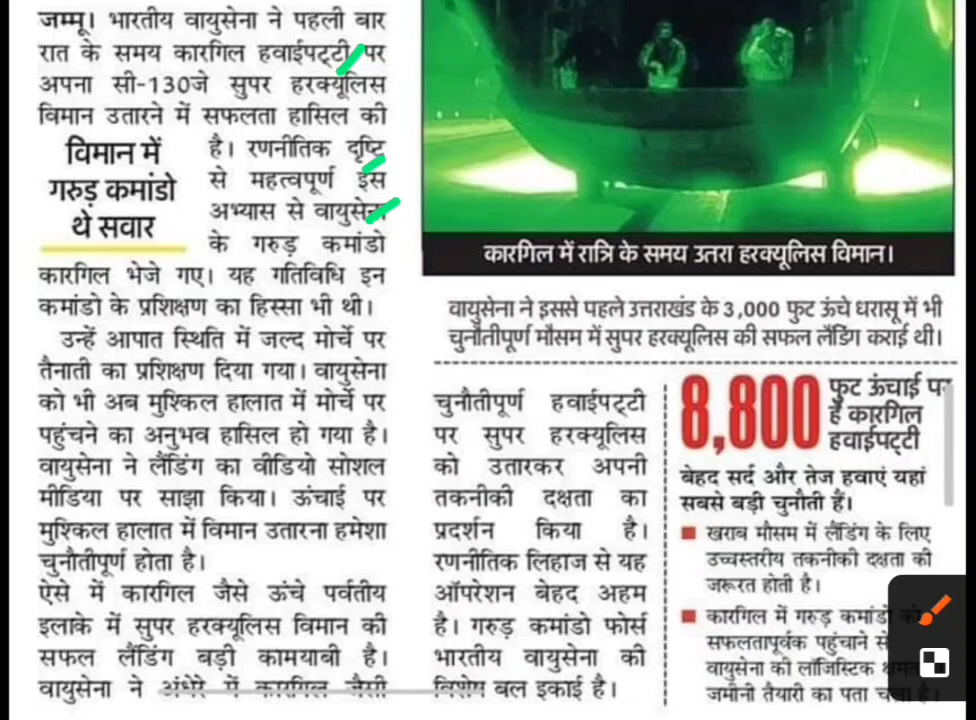 जम्मू। भारतीय वायुसेना ने पहली बार
रात के समय कारगिल हवाईपट्टी पर
अपना सी-130जे सुपर हरक्यूलिस
विमान उतारने में सफलता हासिल की
है। रणनीतिक दृष्टि
से महत्वपूर्ण इस
अभ्यास से वायुसेना
के गरुड़ कमांडो
विमान में
गरुड़ कमांडो
थे सवार
कारगिल भेजे गए। यह गतिविधि इन
कमांडो के प्रशिक्षण का हिस्सा भी थी।
उन्हें आपात स्थिति में जल्द मोर्चे पर
तैनाती का प्रशिक्षण दिया गया। वायुसेना
को भी अब मुश्किल हालात में मोर्चे पर
पहुंचने का अनुभव हासिल हो गया है।
वायुसेना ने लैंडिंग का वीडियो सोशल
मीडिया पर साझा किया। ऊंचाई पर
मुश्किल हालात में विमान उतारना हमेशा
चुनौतीपूर्ण होता है।
ऐसे में कारगिल जैसे ऊंचे पर्वतीय
इलाके में सुपर हरक्यूलिस विमान की
सफल लैंडिंग बड़ी कामयाबी है।
वायुसेना ने अंधेरे में कारगिल जैसी
कारगिल में रात्रि के समय उतरा हरक्यूलिस विमान।
वायुसेना ने इससे पहले उत्तराखंड के 3,000 फुट ऊंचे धरासू में भी
चुनौतीपूर्ण मौसम में सुपर हरक्यूलिस की सफल लैंडिंग कराई थी।
चुनौतीपूर्ण हवाईपट्टी
पर सुपर हरक्यूलिस
को उतारकर अपनी
तकनीकी दक्षता का
प्रदर्शन किया है।
रणनीतिक लिहाज से यह
ऑपरेशन बेहद अहम
है। गरुड़ कमांडो फोर्स
भारतीय वायुसेना की
विशेष बल इकाई है।
8,800 फुट ऊंचाई पर
है कारगिल
हवाईपट्टी
बेहद सर्द और तेज हवाएं यहां
सबसे बड़ी चुनौती हैं।
खराब मौसम में लैंडिंग के लिए
उच्चस्तरीय तकनीकी दक्षता की
जरूरत होती है।
कारगिल में गरुड़ कमांडो को
सफलतापूर्वक पहुंचाने से
वायुसेना की लॉजिस्टिक क्षमता
जमीनी तैयारी का पता चला है।